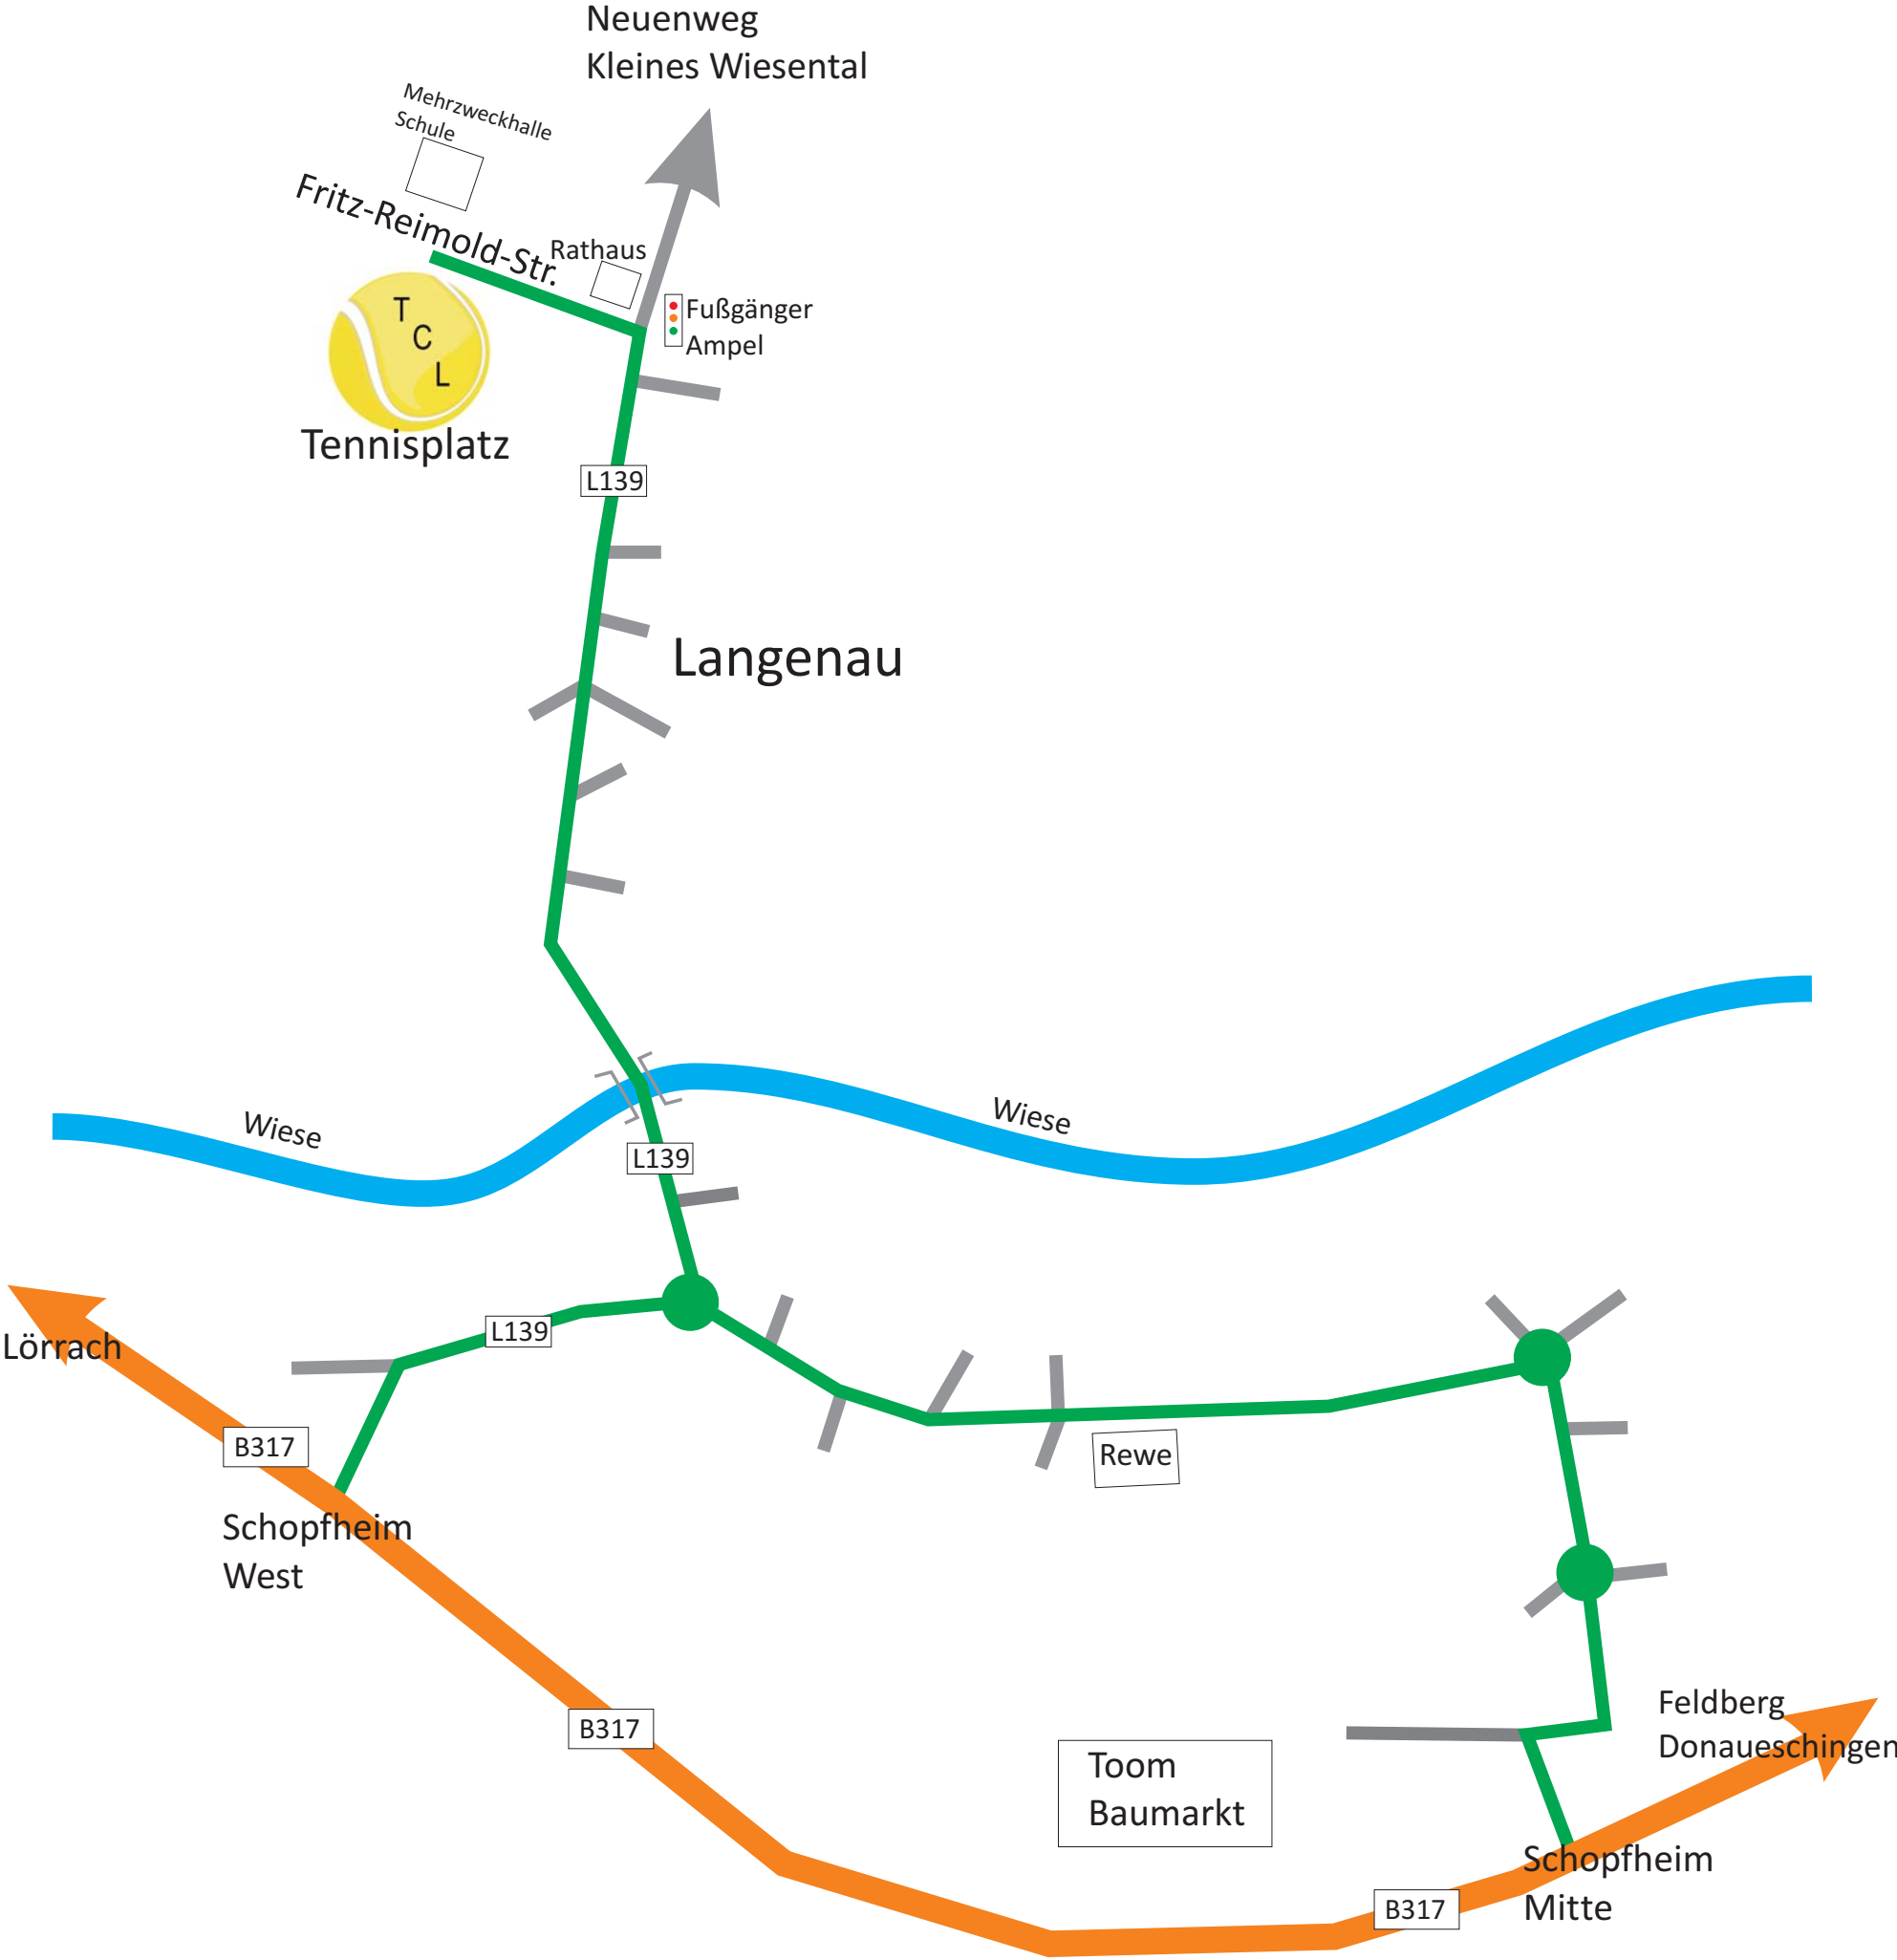 Neuenweg
Kleines Wiesental
Mehrzweckhalle
Schule
Fritz-Reimold-Str.
Rathaus
Fußgänger
Ampel
T
C
L
Tennisplatz
L139
Langenau
Wiese
Wiese
L139
L139
Lörrach
B317
Rewe
Schopfheim
West
B317
Feldberg
Donaueschingen
Toom
Baumarkt
Schopfheim
Mitte
B317